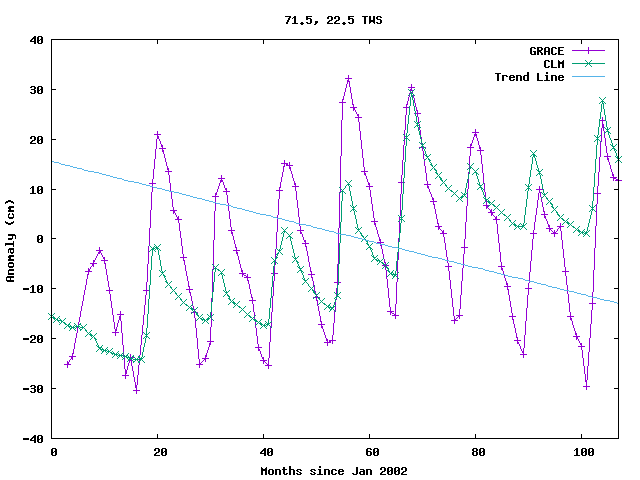 71.5, 22.5 TWS
GRACE
CLM
Trend Line
40
30
20
10
0
-10
-20
-30
-40
Anomaly (cm)
0 20 40 60 80 100
Months since Jan 2002